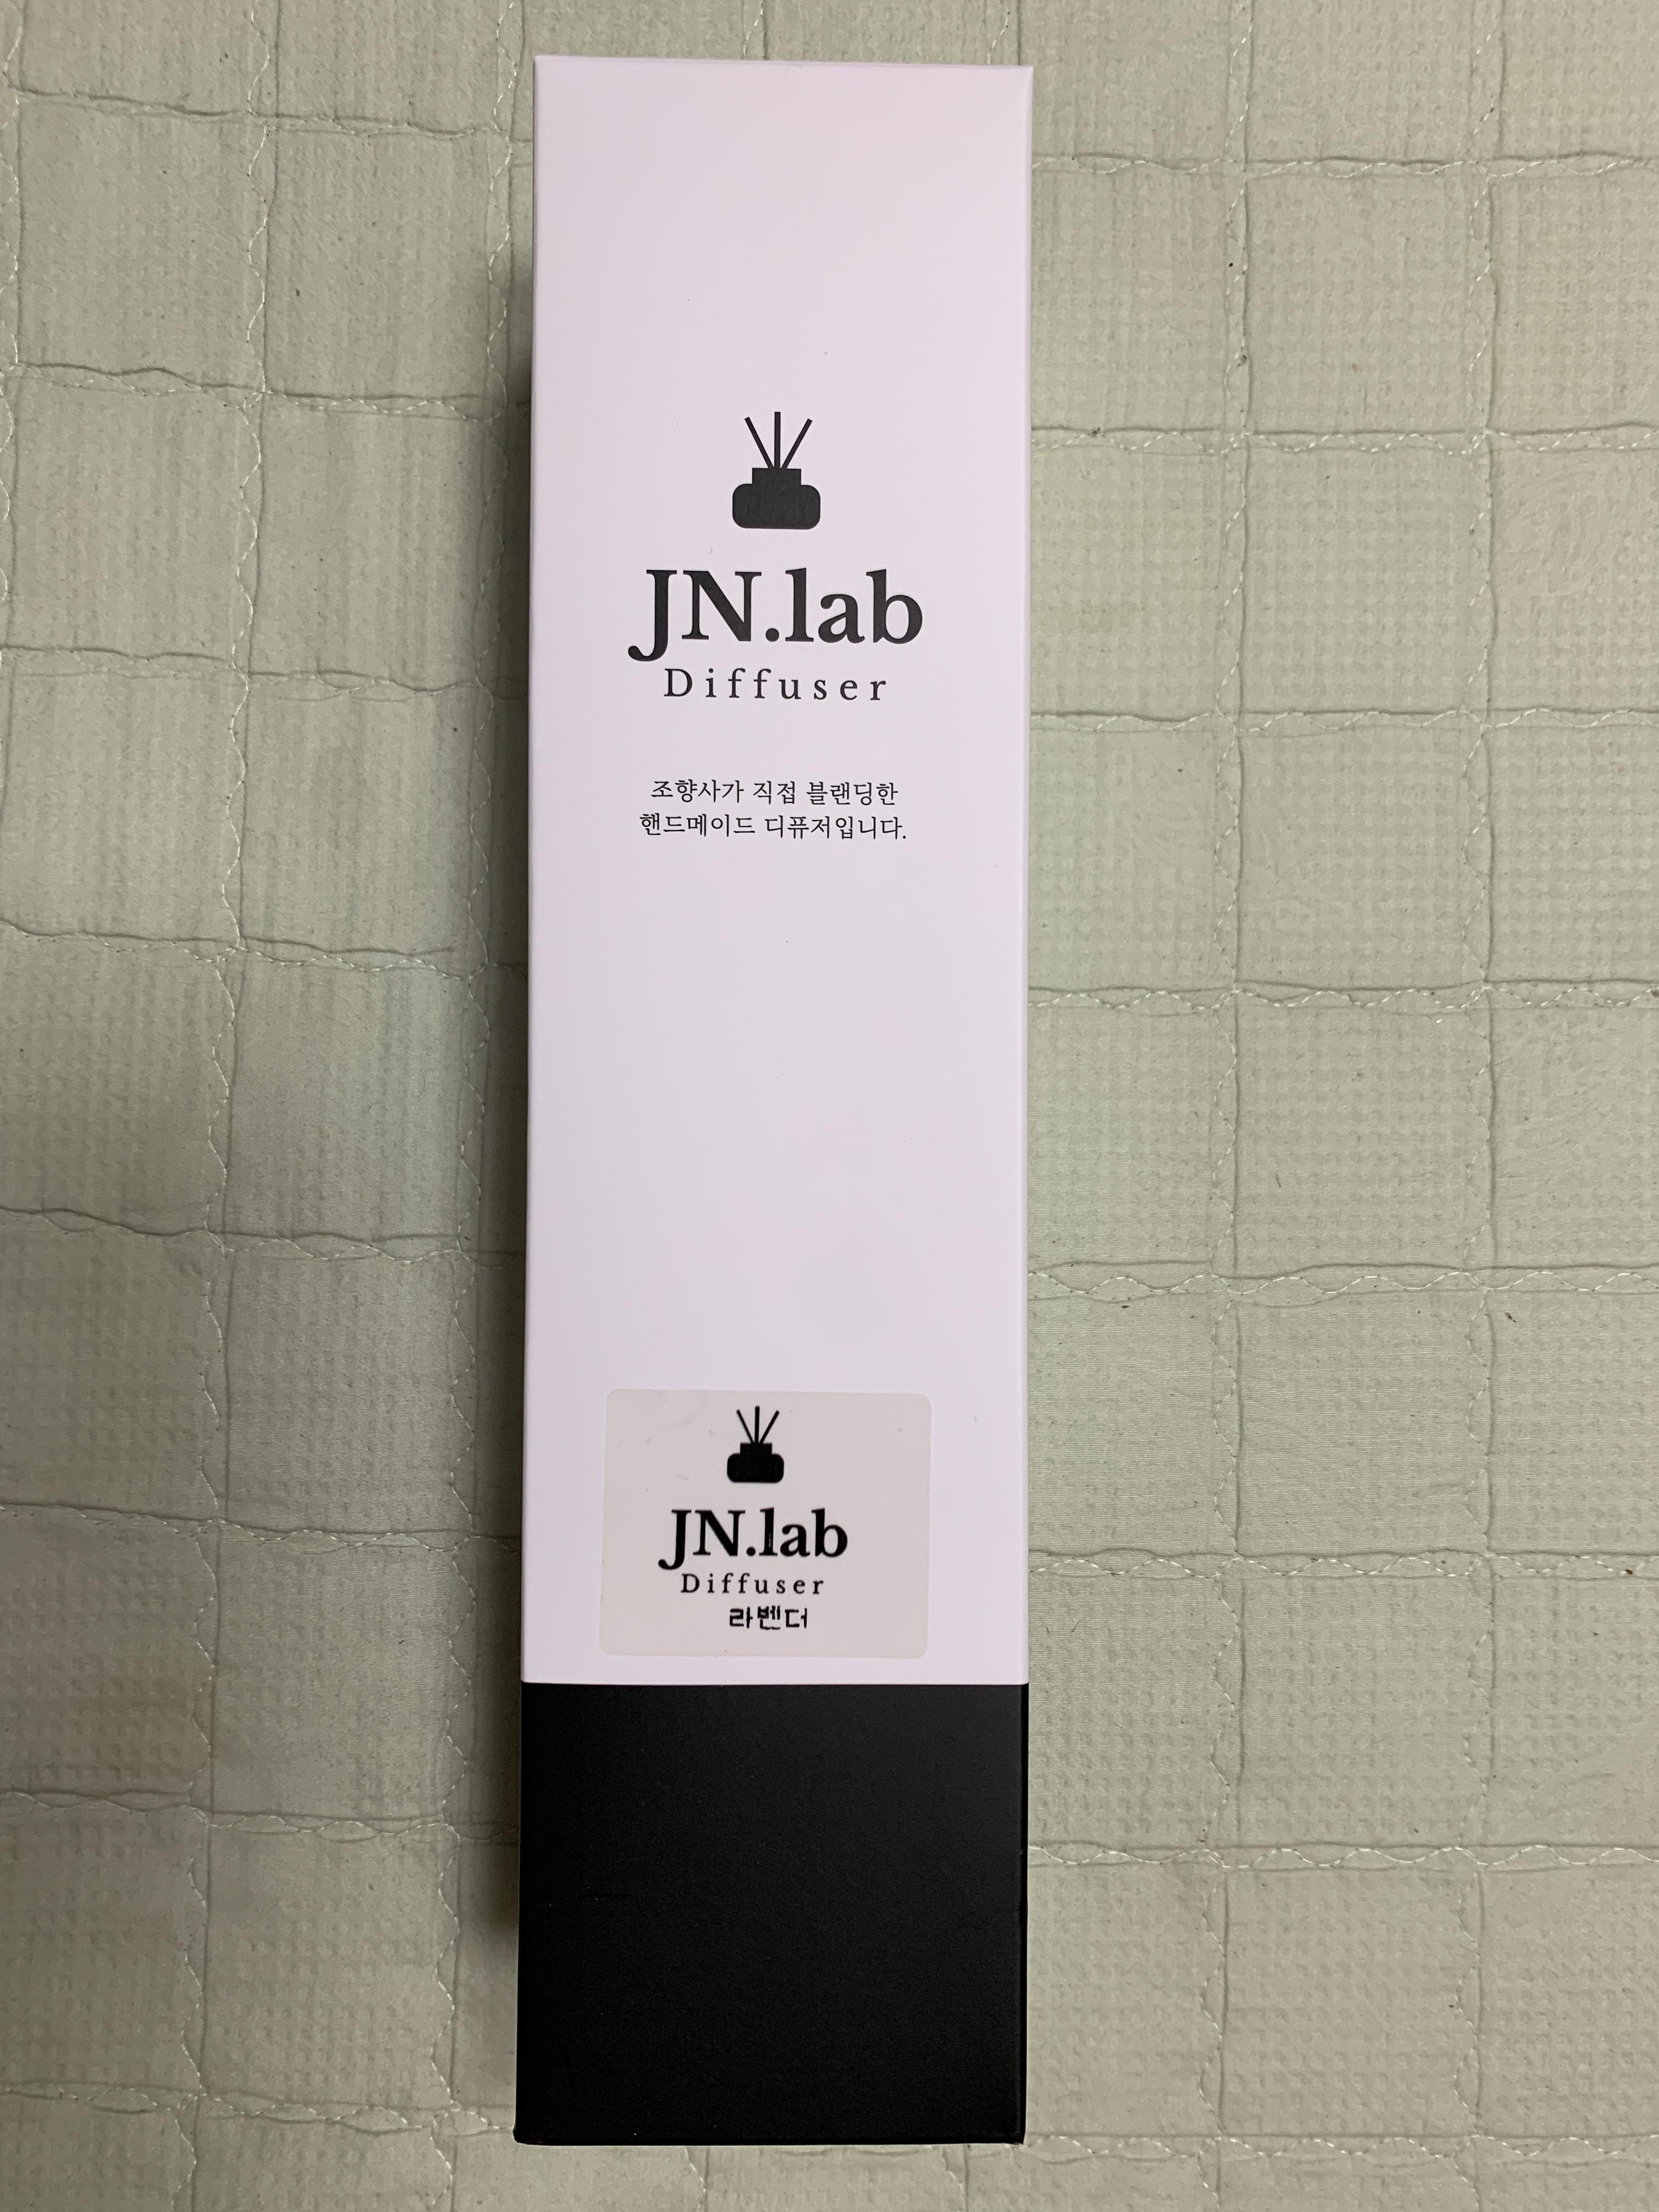 JN.lab
Diffuser
조향사가 직접 블랜딩한
핸드메이드 디퓨저입니다.
JN.lab
Diffuser
라벤더